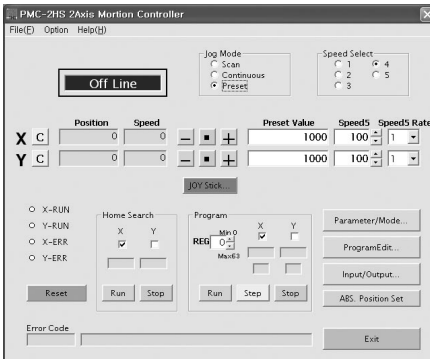 PMC-2HS 2Axis Mortion Controller
File(F) Option Help(H)
Jog Mode
Scan
Continuous
Preset
Speed Select
1 4
2 5
3
Off Line
Position Speed Preset Value Speed5 Speed5 Rate
X C 0 0 − ■ + 1000 100 1
Y C 0 0 − ■ + 1000 100 1
JOY Stick...
X-RUN
Y-RUN
X-ERR
Y-ERR
Reset
Home Search
X Y
Run Stop
Program
Min 0
REG 0
Max63
X Y
Run Step Stop
Parameter/Mode...
ProgramEdit...
Input/Output...
ABS. Position Set
Error Code
Exit